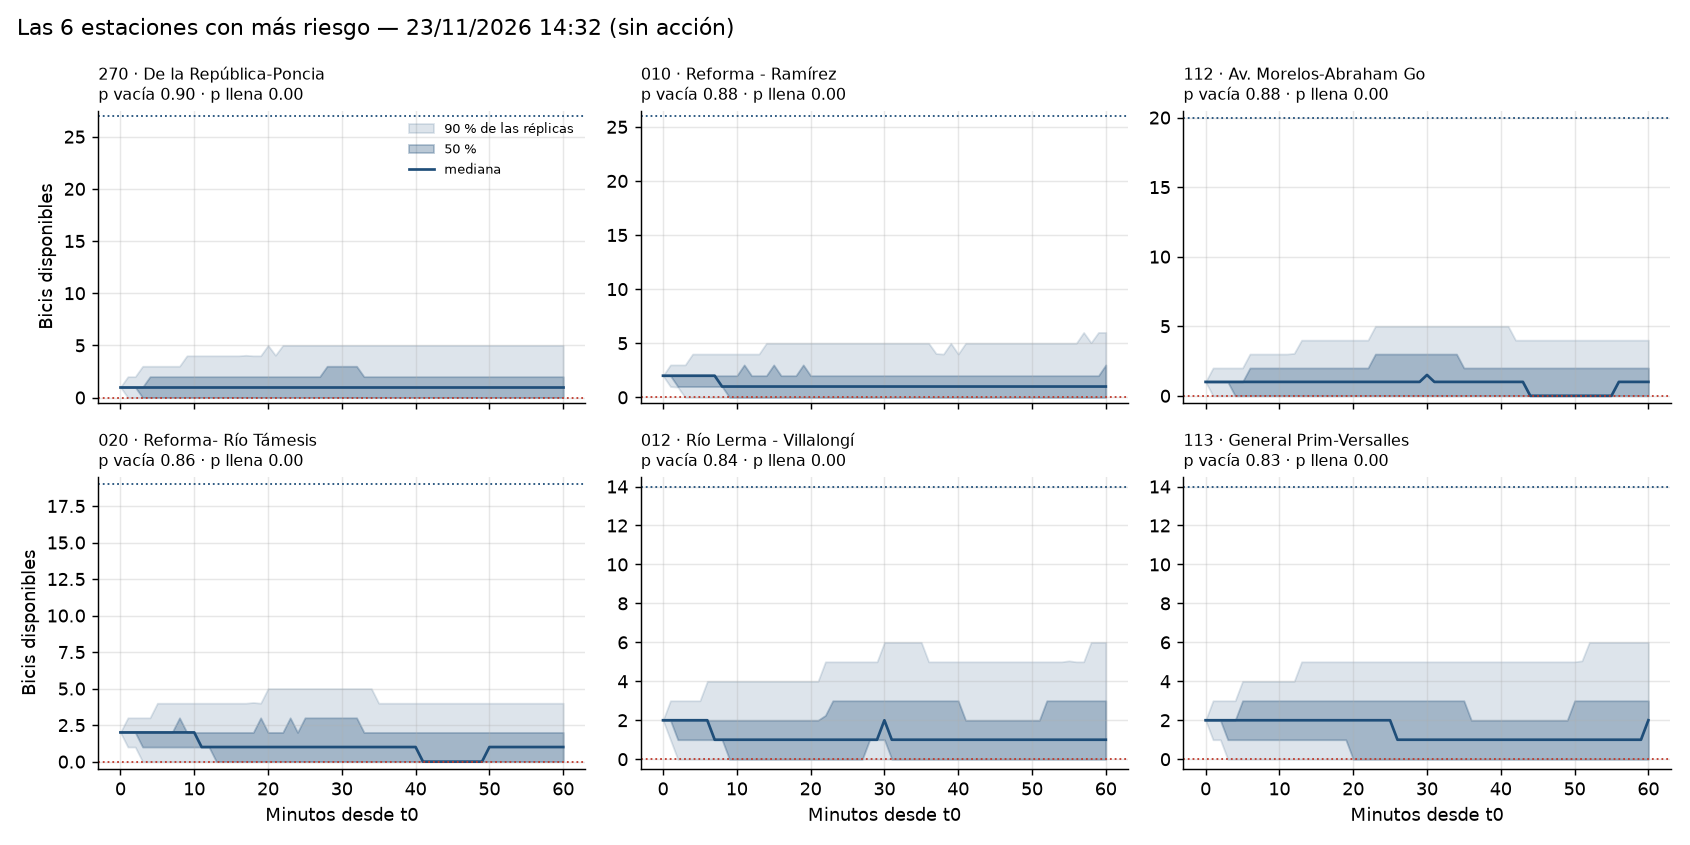 Las 6 estaciones con más riesgo — 23/11/2026 14:32 (sin acción)
270 · De la República-Poncia
p vacía 0.90 · p llena 0.00
90 % de las réplicas
50 %
mediana
25
20
15
10
5
0
Bicis disponibles
010 · Reforma - Ramírez
p vacía 0.88 · p llena 0.00
25
20
15
10
5
0
112 · Av. Morelos-Abraham Go
p vacía 0.88 · p llena 0.00
20
15
10
5
0
020 · Reforma- Río Támesis
p vacía 0.86 · p llena 0.00
17.5
15.0
12.5
10.0
7.5
5.0
2.5
0.0
Bicis disponibles
0 10 20 30 40 50 60
Minutos desde t0
012 · Río Lerma - Villalongí
p vacía 0.84 · p llena 0.00
14
12
10
8
6
4
2
0
0 10 20 30 40 50 60
Minutos desde t0
113 · General Prim-Versalles
p vacía 0.83 · p llena 0.00
14
12
10
8
6
4
2
0
0 10 20 30 40 50 60
Minutos desde t0